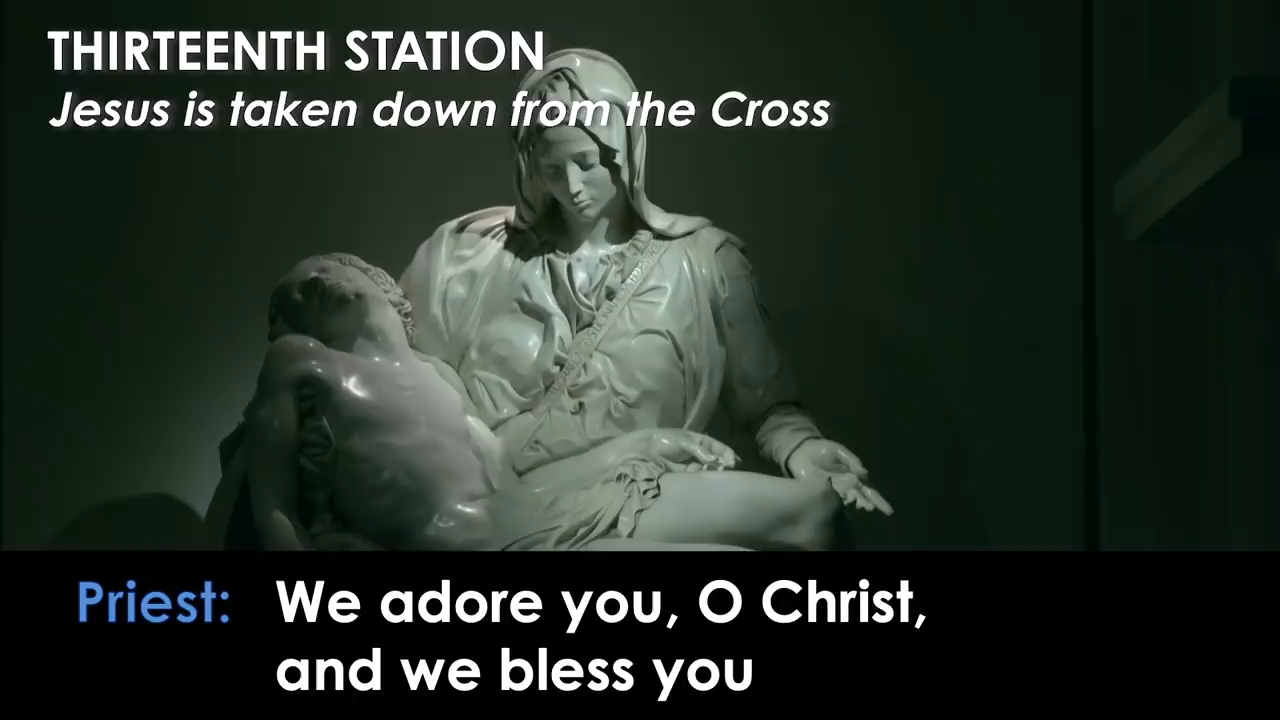 THIRTEENTH STATION
Jesus is taken down from the Cross
Priest: We adore you, O Christ,
and we bless you